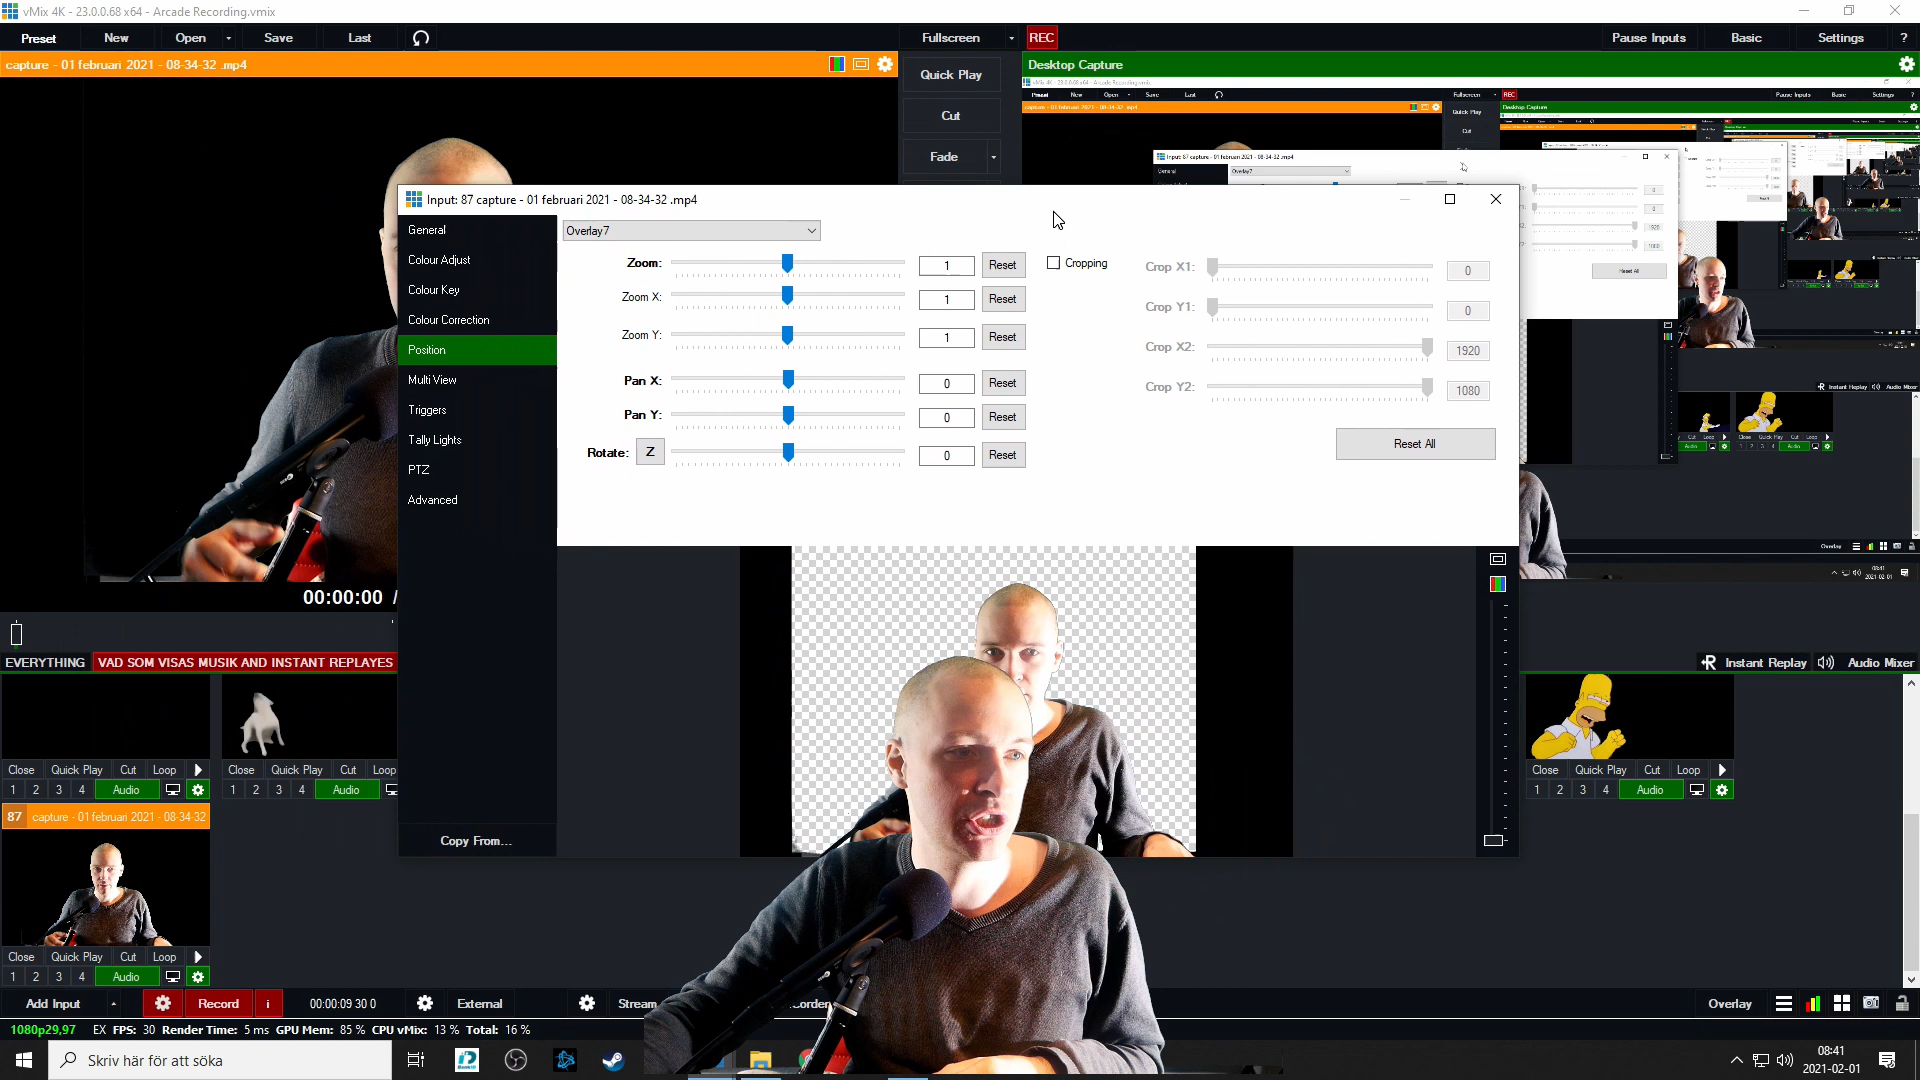 vMix 4K - 23.0.0.68 x64 - Arcade Recording.vmix
Preset New Open Save Last Fullscreen REC Pause Inputs Basic Settings ?
capture - 01 februari 2021 - 08-34-32 .mp4
Quick Play
Cut
Fade
Desktop Capture
Input: 87 capture - 01 februari 2021 - 08-34-32 .mp4
General
Colour Adjust
Colour Key
Colour Correction
Position
Multi View
Triggers
Tally Lights
PTZ
Advanced
Copy From...
Overlay7
Zoom: 1 Reset
Zoom X: 1 Reset
Zoom Y: 1 Reset
Pan X: 0 Reset
Pan Y: 0 Reset
Rotate: Z 0 Reset
Cropping
Crop X1: 0
Crop Y1: 0
Crop X2: 1920
Crop Y2: 1080
Reset All
00:00:00 /
EVERYTHING VAD SOM VISAS MUSIK AND INSTANT REPLAYES
Instant Replay Audio Mixer
Close Quick Play Cut Loop
1 2 3 4 Audio
Close Quick Play Cut Loop
1 2 3 4 Audio
Close Quick Play Cut Loop
1 2 3 4 Audio
87 capture - 01 februari 2021 - 08-34-32
Close Quick Play Cut Loop
1 2 3 4 Audio
Add Input Record i 00:00:09 30 0 External Stream Overlay
1080p29,97 EX FPS: 30 Render Time: 5 ms GPU Mem: 85 % CPU vMix: 13 % Total: 16 %
Skriv här för att söka
08:41
2021-02-01